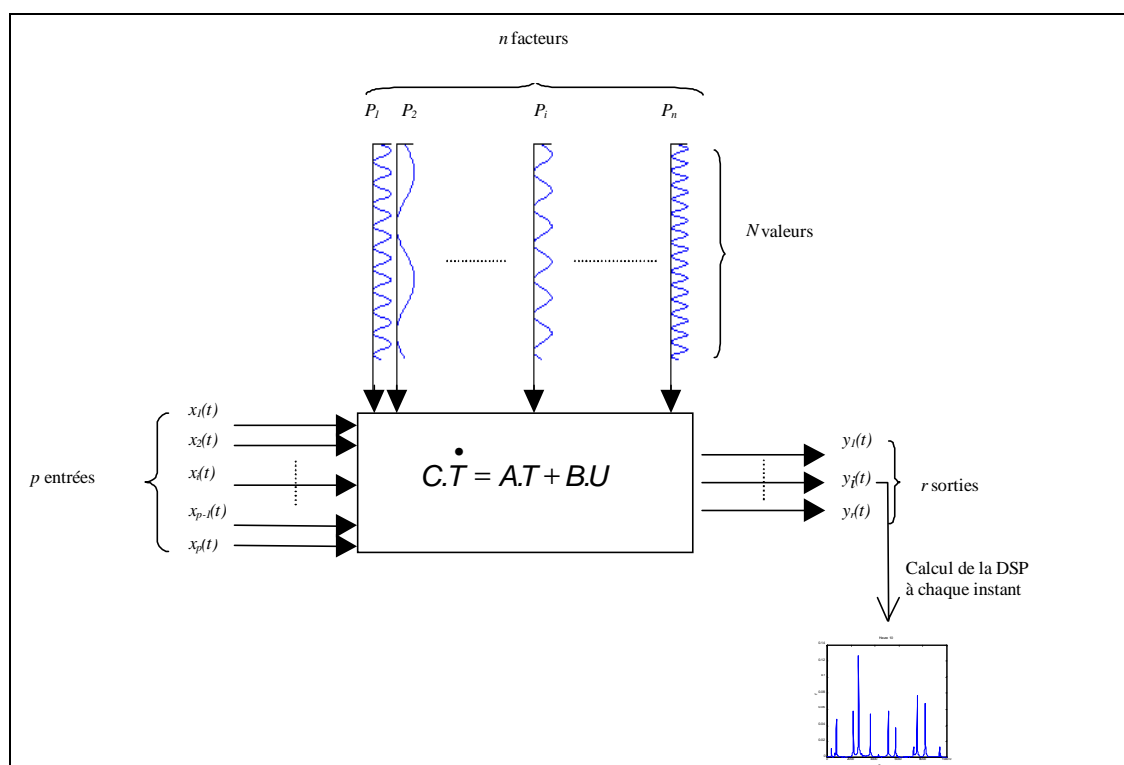 n facteurs
P1 P2 Pi Pn
N valeurs
x1(t)
x2(t)
xi(t)
xp-1(t)
xp(t)
p entrées
C.Ṫ = A.T + B.U
y1(t)
yi(t)
yr(t)
r sorties
Calcul de la DSP
à chaque instant